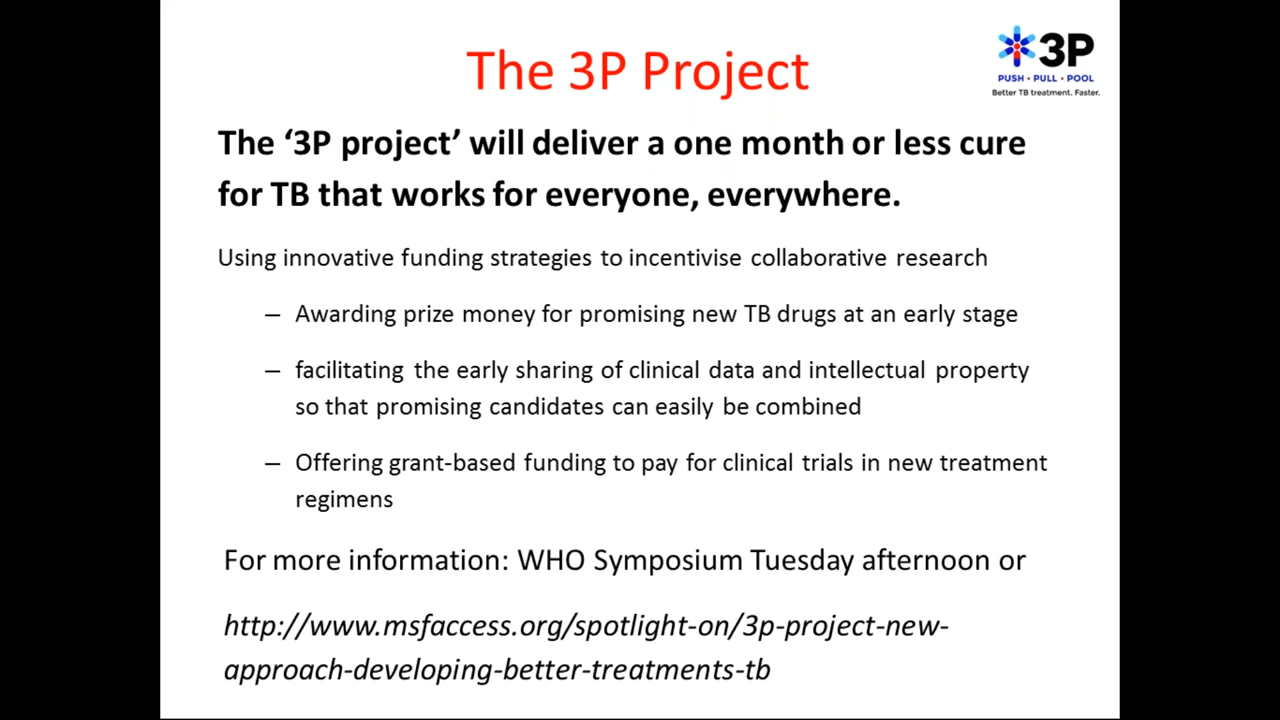 The 3P Project
3P
PUSH • PULL • POOL
Better TB treatment. Faster.
The ‘3P project’ will deliver a one month or less cure
for TB that works for everyone, everywhere.
Using innovative funding strategies to incentivise collaborative research
– Awarding prize money for promising new TB drugs at an early stage
– facilitating the early sharing of clinical data and intellectual property
so that promising candidates can easily be combined
– Offering grant-based funding to pay for clinical trials in new treatment
regimens
For more information: WHO Symposium Tuesday afternoon or
http://www.msfaccess.org/spotlight-on/3p-project-new-
approach-developing-better-treatments-tb